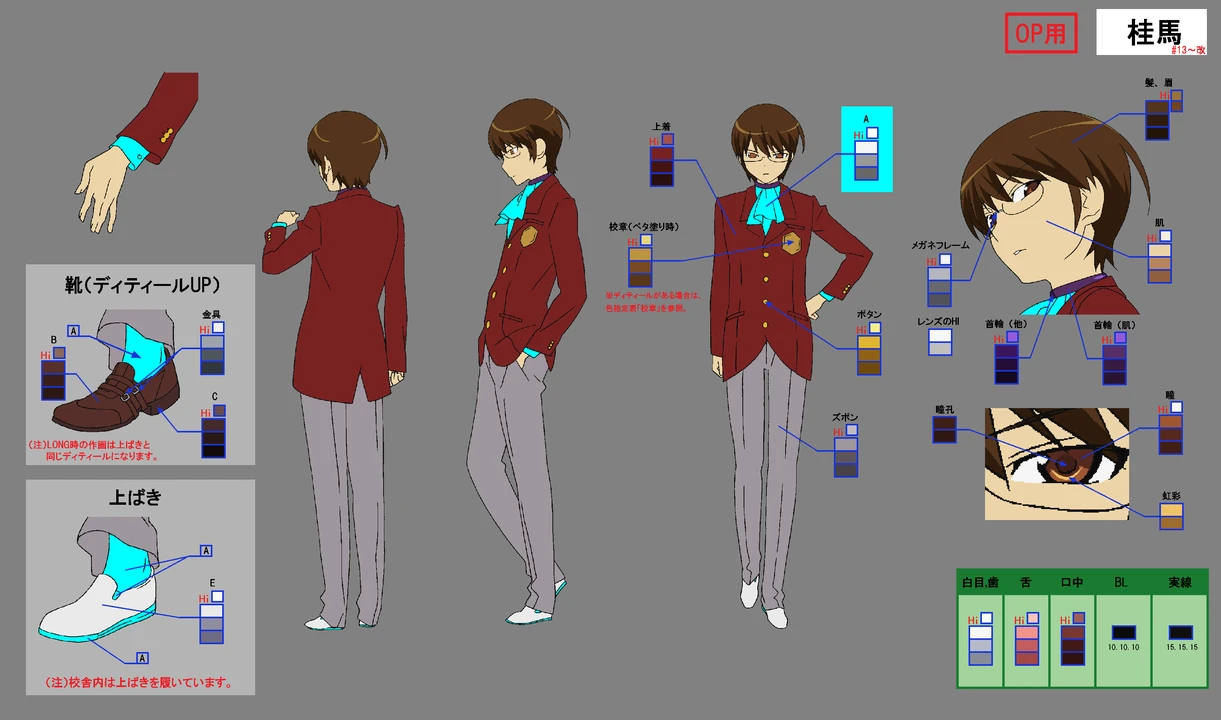 OP用
桂馬
#13～改
髪、眉
Hi
上着
Hi
A
Hi
校章(ベタ塗り時)
Hi
※ディティールがある場合は、
色指定表「校章」を参照。
肌
Hi
メガネフレーム
Hi
レンズのHI
首輪（他）
Hi
首輪（肌）
Hi
ボタン
Hi
ズボン
Hi
瞳孔
瞳
Hi
虹彩
靴(ディティールUP)
金具
Hi
A
B
Hi
C
Hi
(注)LONG時の作画は上ばきと
同じディティールになります。
上ばき
A
E
Hi
A
(注)校舎内は上ばきを履いています。
白目,歯
舌
口中
BL
実線
Hi
Hi
Hi
10.10.10
15.15.15